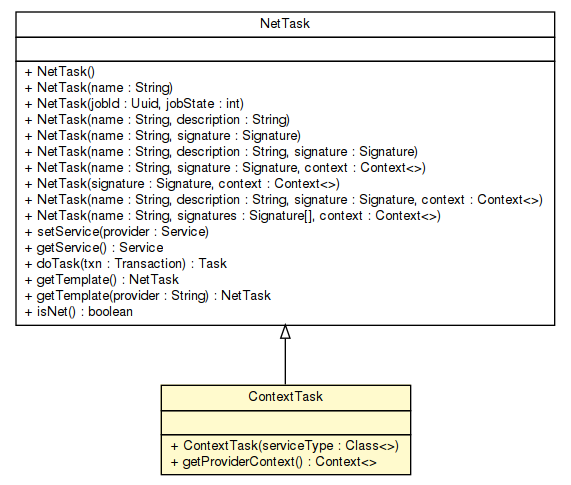 NetTask
+ NetTask()
+ NetTask(name : String)
+ NetTask(jobId : Uuid, jobState : int)
+ NetTask(name : String, description : String)
+ NetTask(name : String, signature : Signature)
+ NetTask(name : String, description : String, signature : Signature)
+ NetTask(name : String, signature : Signature, context : Context<>)
+ NetTask(signature : Signature, context : Context<>)
+ NetTask(name : String, description : String, signature : Signature, context : Context<>)
+ NetTask(name : String, signatures : Signature[], context : Context<>)
+ setService(provider : Service)
+ getService() : Service
+ doTask(txn : Transaction) : Task
+ getTemplate() : NetTask
+ getTemplate(provider : String) : NetTask
+ isNet() : boolean
ContextTask
+ ContextTask(serviceType : Class<>)
+ getProviderContext() : Context<>